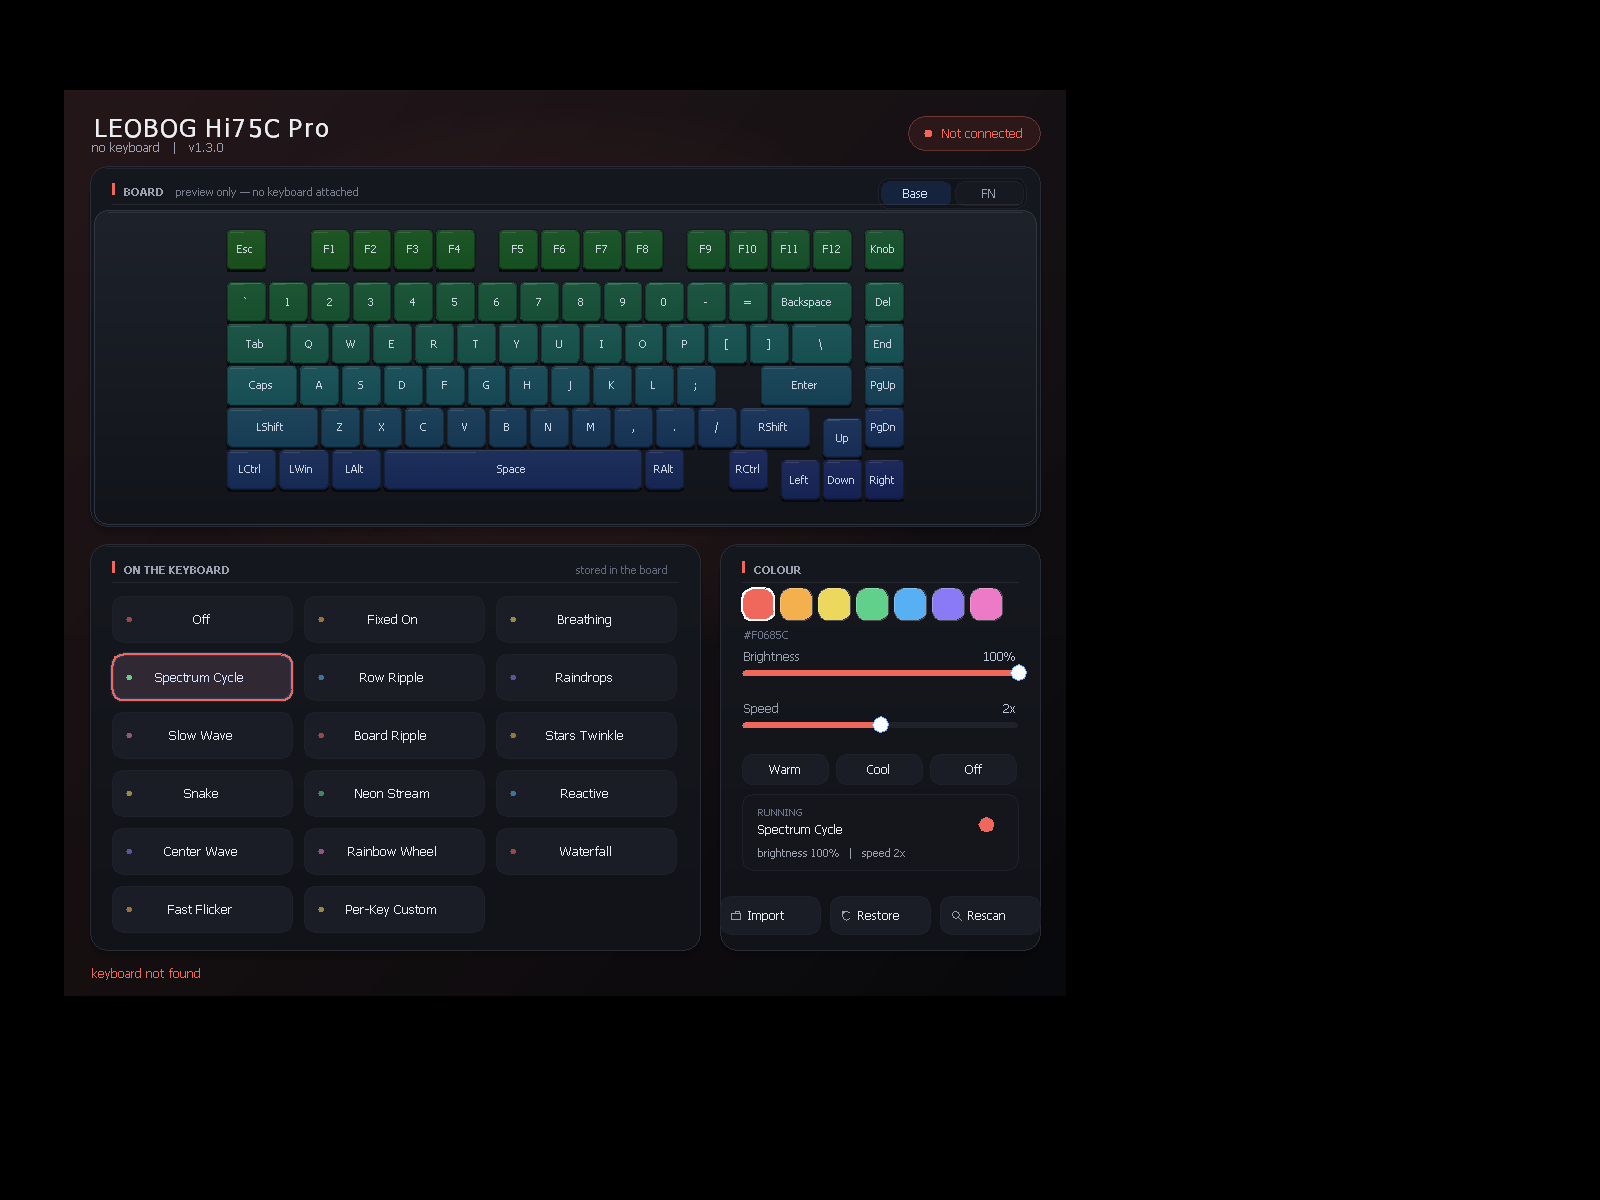 LEOBOG Hi75C Pro
no keyboard | v1.3.0
Not connected
BOARD preview only — no keyboard attached
Base FN
Esc F1 F2 F3 F4 F5 F6 F7 F8 F9 F10 F11 F12 Knob
` 1 2 3 4 5 6 7 8 9 0 - = Backspace Del
Tab Q W E R T Y U I O P [ ] \ End
Caps A S D F G H J K L ; Enter PgUp
LShift Z X C V B N M , . / RShift Up PgDn
LCtrl LWin LAlt Space RAlt RCtrl Left Down Right
ON THE KEYBOARD stored in the board
Off Fixed On Breathing
Spectrum Cycle Row Ripple Raindrops
Slow Wave Board Ripple Stars Twinkle
Snake Neon Stream Reactive
Center Wave Rainbow Wheel Waterfall
Fast Flicker Per-Key Custom
COLOUR
#F0685C
Brightness 100%
Speed 2x
Warm Cool Off
RUNNING
Spectrum Cycle
brightness 100% | speed 2x
Import Restore Rescan
keyboard not found